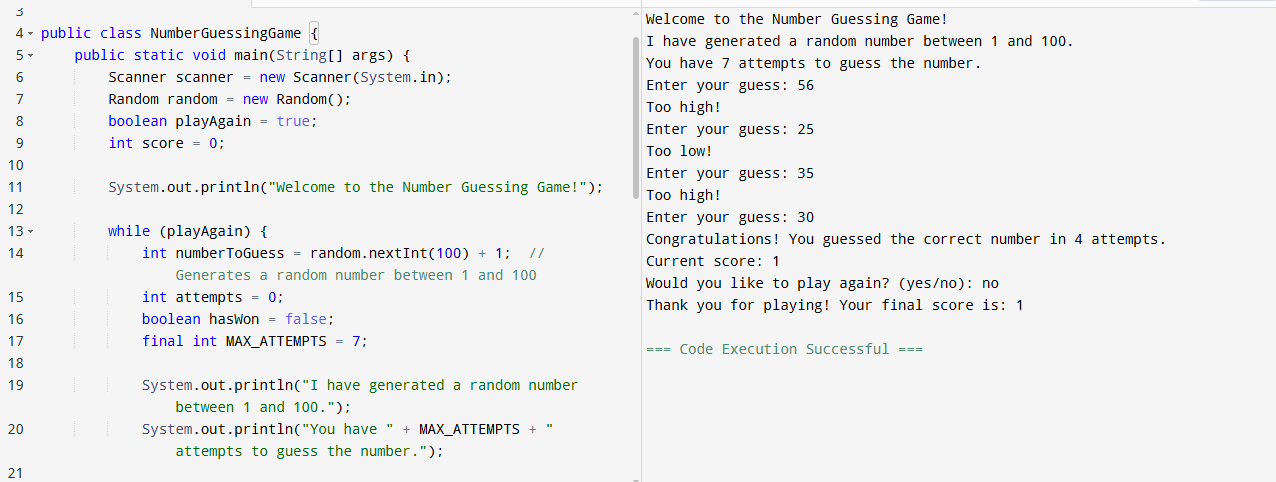 3
4 public class NumberGuessingGame {
5 public static void main(String[] args) {
6 Scanner scanner = new Scanner(System.in);
7 Random random = new Random();
8 boolean playAgain = true;
9 int score = 0;
10
11 System.out.println("Welcome to the Number Guessing Game!");
12
13 while (playAgain) {
14 int numberToGuess = random.nextInt(100) + 1;  //
Generates a random number between 1 and 100
15 int attempts = 0;
16 boolean hasWon = false;
17 final int MAX_ATTEMPTS = 7;
18
19 System.out.println("I have generated a random number
between 1 and 100.");
20 System.out.println("You have " + MAX_ATTEMPTS + "
attempts to guess the number.");
21
Welcome to the Number Guessing Game!
I have generated a random number between 1 and 100.
You have 7 attempts to guess the number.
Enter your guess: 56
Too high!
Enter your guess: 25
Too low!
Enter your guess: 35
Too high!
Enter your guess: 30
Congratulations! You guessed the correct number in 4 attempts.
Current score: 1
Would you like to play again? (yes/no): no
Thank you for playing! Your final score is: 1
=== Code Execution Successful ===